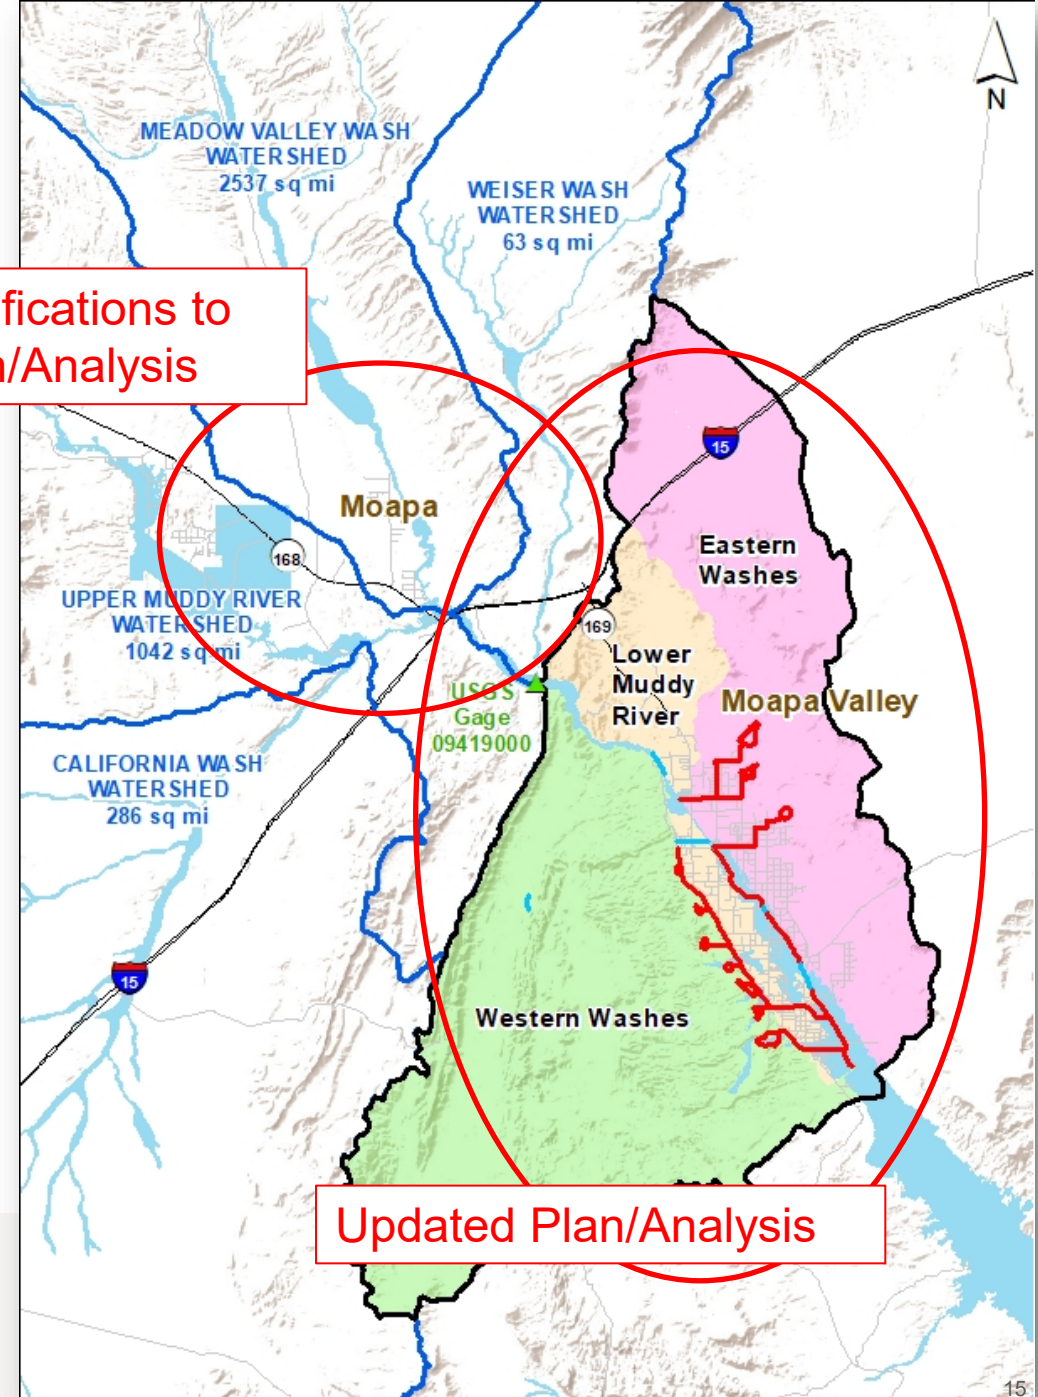 N
MEADOW VALLEY WASH
WATERSHED
2537 sq mi
WEISER WASH
WATERSHED
63 sq mi
fications to
/Analysis
15
Moapa
168
Eastern
Washes
UPPER MUDDY RIVER
WATERSHED
1042 sq mi
169
Lower
Muddy
River
USGS
Gage
09419000
Moapa Valley
CALIFORNIA WASH
WATERSHED
286 sq mi
15
Western Washes
Updated Plan/Analysis
15